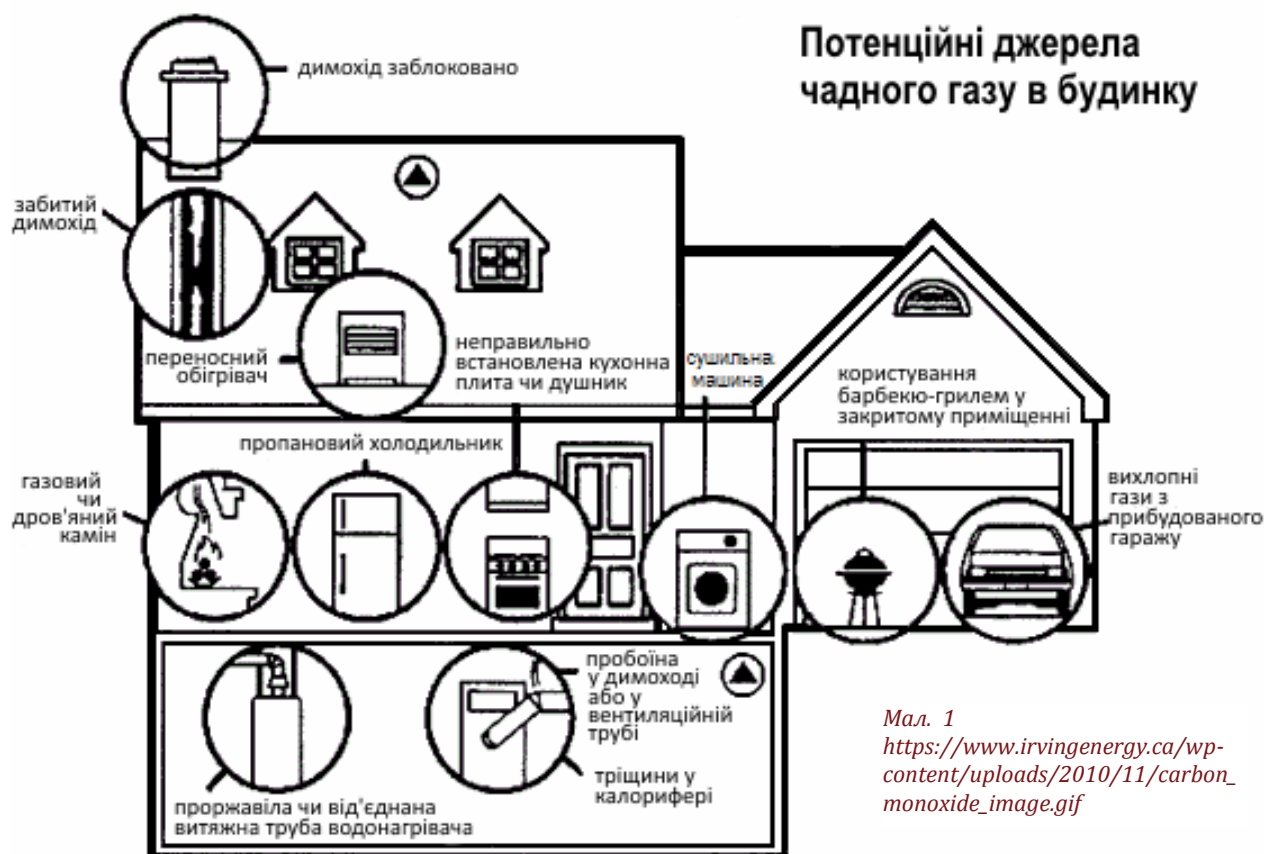 Потенційні джерела
чадного газу в будинку
димохід заблоковано
забитий
димохід
переносний
обігрівач
неправильно
встановлена кухонна
плита чи душник
сушильна
машина
користування
барбекю-грилем у
закритому приміщенні
пропановий холодильник
газовий
чи
дров'яний
камін
вихлопні
гази з
прибудованого
гаражу
пробоїна
у димоході
або у
вентиляційній
трубі
тріщини у
калорифері
проржавіла чи від'єднана
витяжна труба водонагрівача
Мал. 1
https://www.irvingenergy.ca/wp-
content/uploads/2010/11/carbon_
monoxide_image.gif